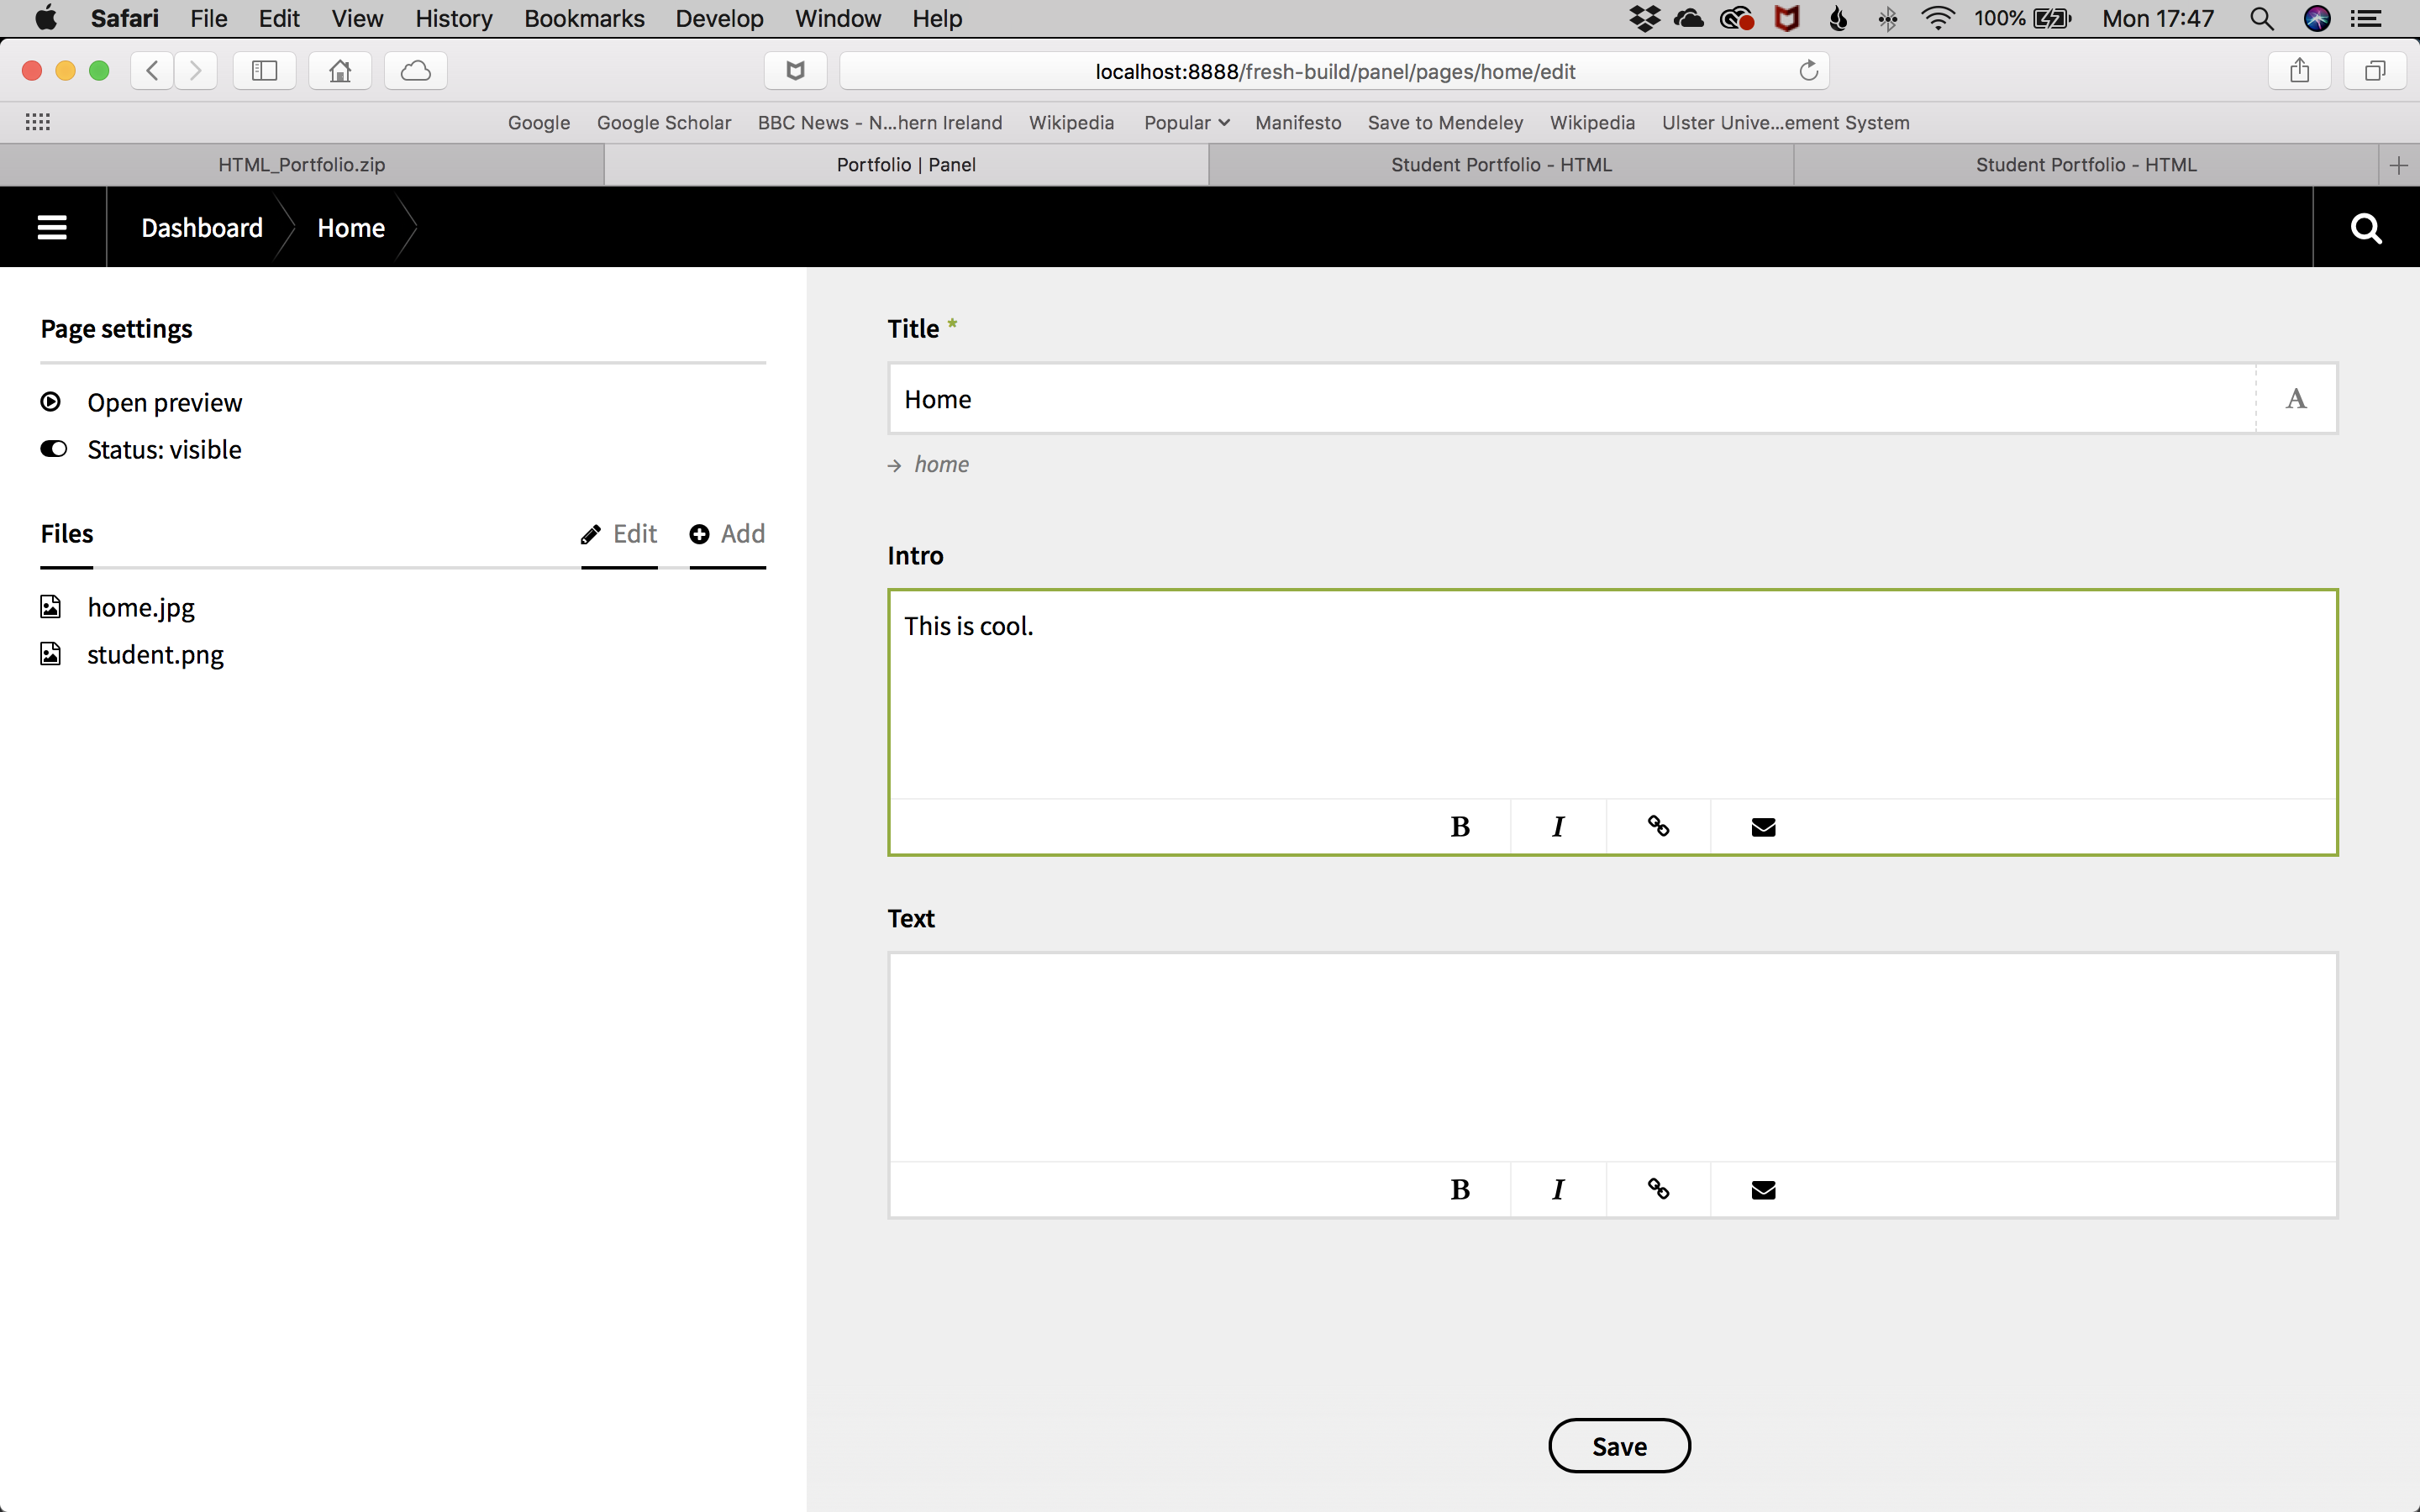 Safari File Edit View History Bookmarks Develop Window Help 100% Mon 17:47
localhost:8888/fresh-build/panel/pages/home/edit
Google Google Scholar BBC News - N...hern Ireland Wikipedia Popular Manifesto Save to Mendeley Wikipedia Ulster Unive...ement System
HTML_Portfolio.zip Portfolio | Panel Student Portfolio - HTML Student Portfolio - HTML
Dashboard Home
Page settings
Open preview
Status: visible
Files Edit Add
home.jpg
student.png
Title *
Home A
→ home
Intro
This is cool.
B I
Text
B I
Save